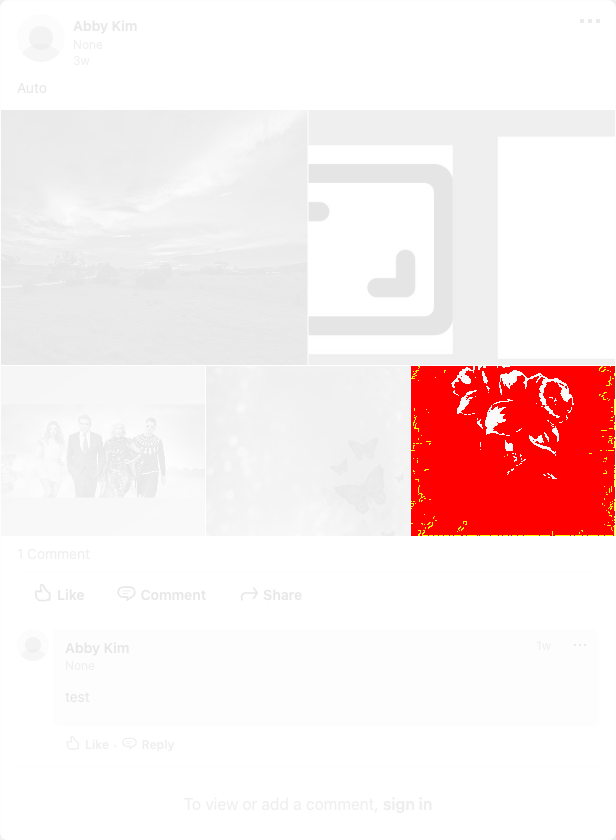 Abby Kim
None
3w
Auto
1 Comment
Like Comment Share
Abby Kim 1w
None
test
Like · Reply
To view or add a comment, sign in